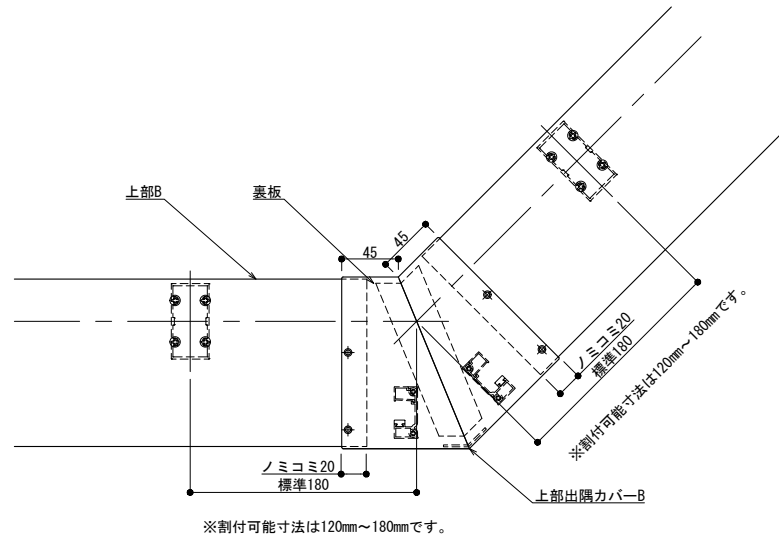 上部B
裏板
45
45
ノミコミ20
標準180
※割付可能寸法は120mm～180mmです。
ノミコミ20
標準180
上部出隅カバーB
※割付可能寸法は120mm～180mmです。